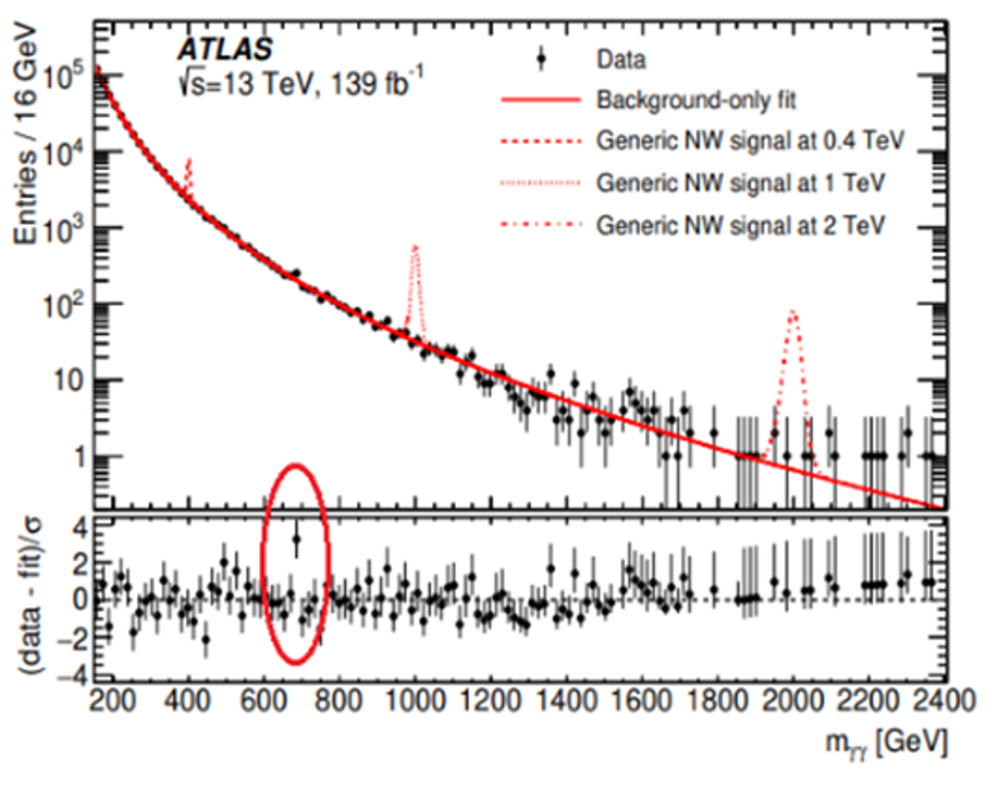 ATLAS
√s=13 TeV, 139 fb⁻¹
Data
Background-only fit
Generic NW signal at 0.4 TeV
Generic NW signal at 1 TeV
Generic NW signal at 2 TeV
Entries / 16 GeV
10⁵
10⁴
10³
10²
10
1
(data - fit)/σ
4
2
0
−2
−4
200 400 600 800 1000 1200 1400 1600 1800 2000 2200 2400
mγγ [GeV]